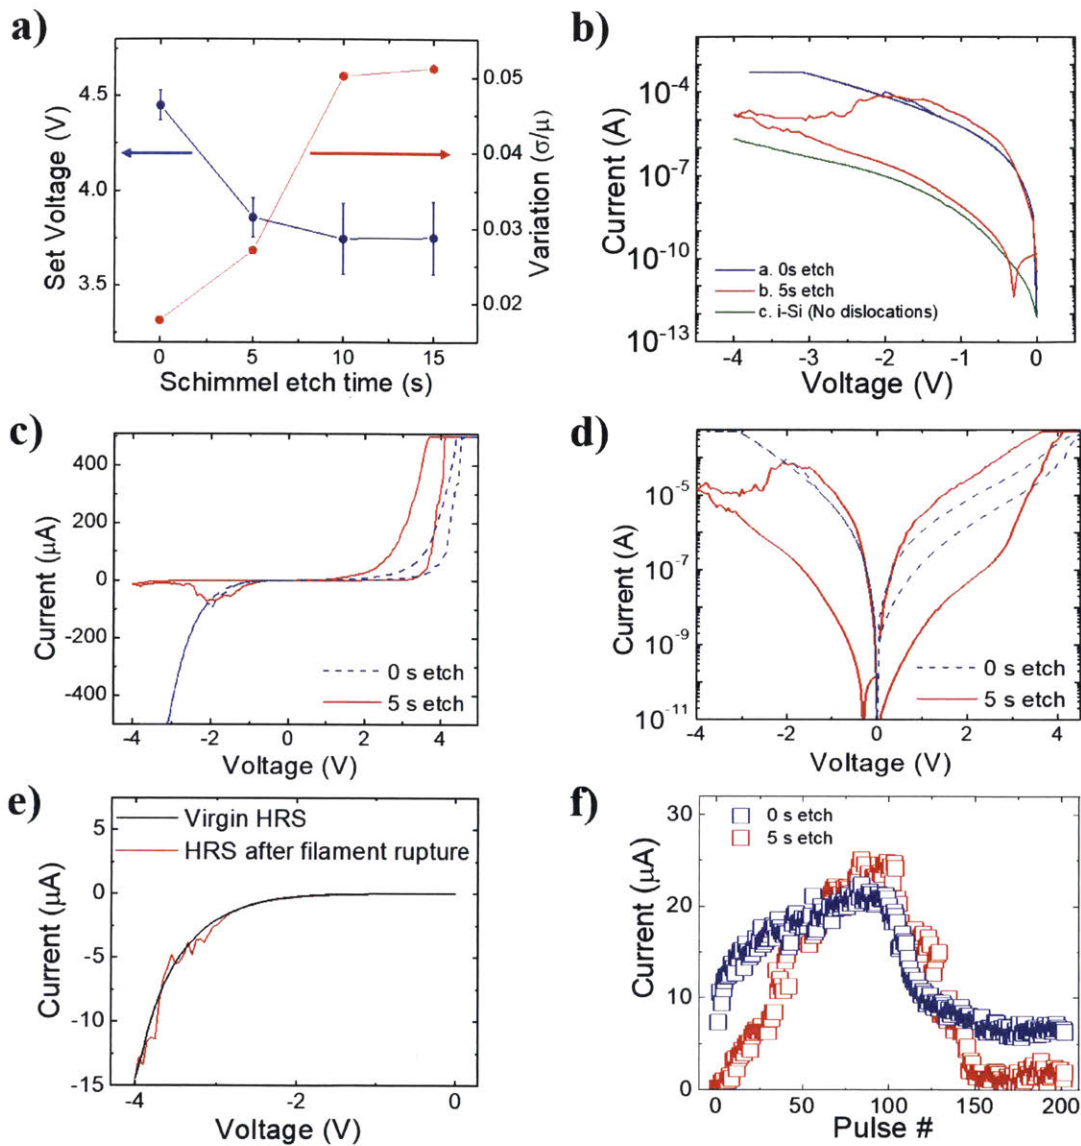 a)
4.5
4.0
3.5
Set Voltage (V)
0.05
0.04
0.03
0.02
Variation (σ/μ)
0
5
10
15
Schimmel etch time (s)
b)
10⁻⁴
10⁻⁷
10⁻¹⁰
10⁻¹³
Current (A)
a. 0s etch
b. 5s etch
c. i-Si (No dislocations)
-4
-3
-2
-1
0
Voltage (V)
c)
400
200
0
-200
-400
Current (μA)
0 s etch
5 s etch
-4
-2
0
2
4
Voltage (V)
d)
10⁻⁵
10⁻⁷
10⁻⁹
10⁻¹¹
Current (A)
0 s etch
5 s etch
-4
-2
0
2
4
Voltage (V)
e)
5
0
-5
-10
-15
Current (μA)
Virgin HRS
HRS after filament rupture
-4
-2
0
Voltage (V)
f)
30
20
10
0
Current (μA)
0 s etch
5 s etch
0
50
100
150
200
Pulse #